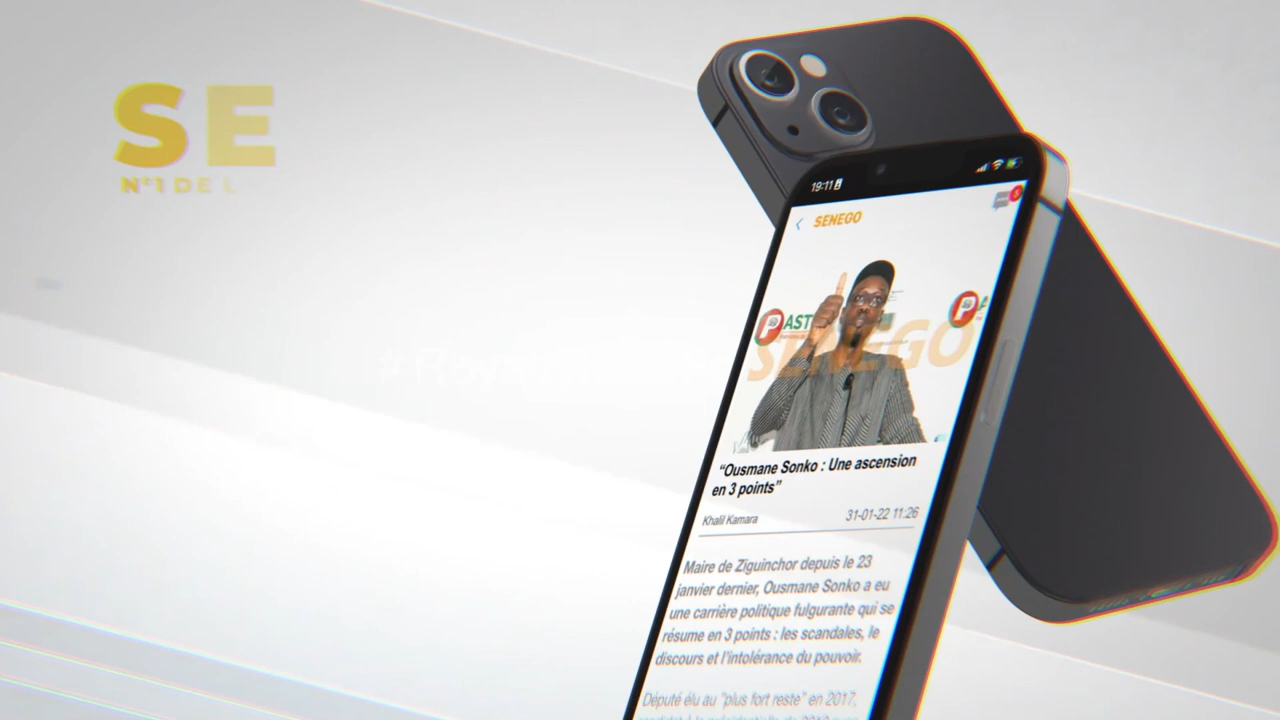 SE
N°1 DE L
19:11
SENEGO
5
PAST
SENEGO
“Ousmane Sonko : Une ascension
en 3 points”
Khalil Kamara
31-01-22 11:26
Maire de Ziguinchor depuis le 23
janvier dernier, Ousmane Sonko a eu
une carrière politique fulgurante qui se
résume en 3 points : les scandales, le
discours et l'intolérance du pouvoir.
Député élu au "plus fort reste" en 2017,